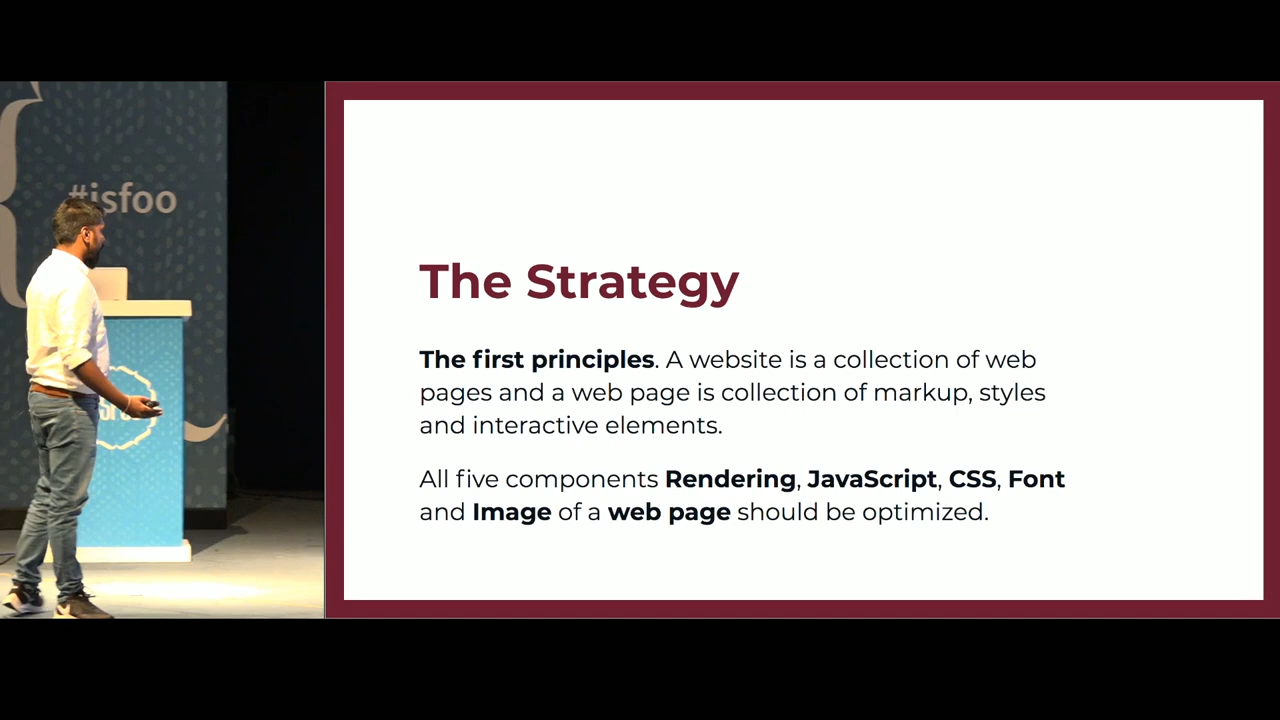 #jsfoo
The Strategy
The first principles. A website is a collection of web
pages and a web page is collection of markup, styles
and interactive elements.
All five components Rendering, JavaScript, CSS, Font
and Image of a web page should be optimized.